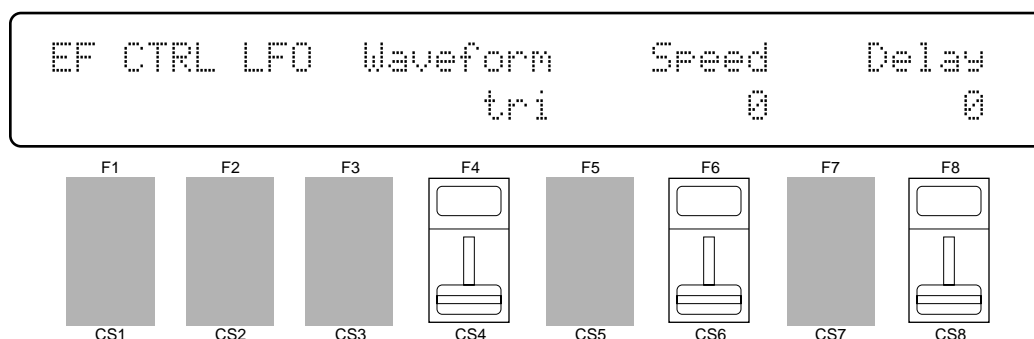 EF CTRL LFO Waveform Speed Delay
tri 0 0
F1 F2 F3 F4 F5 F6 F7 F8
CS1 CS2 CS3 CS4 CS5 CS6 CS7 CS8